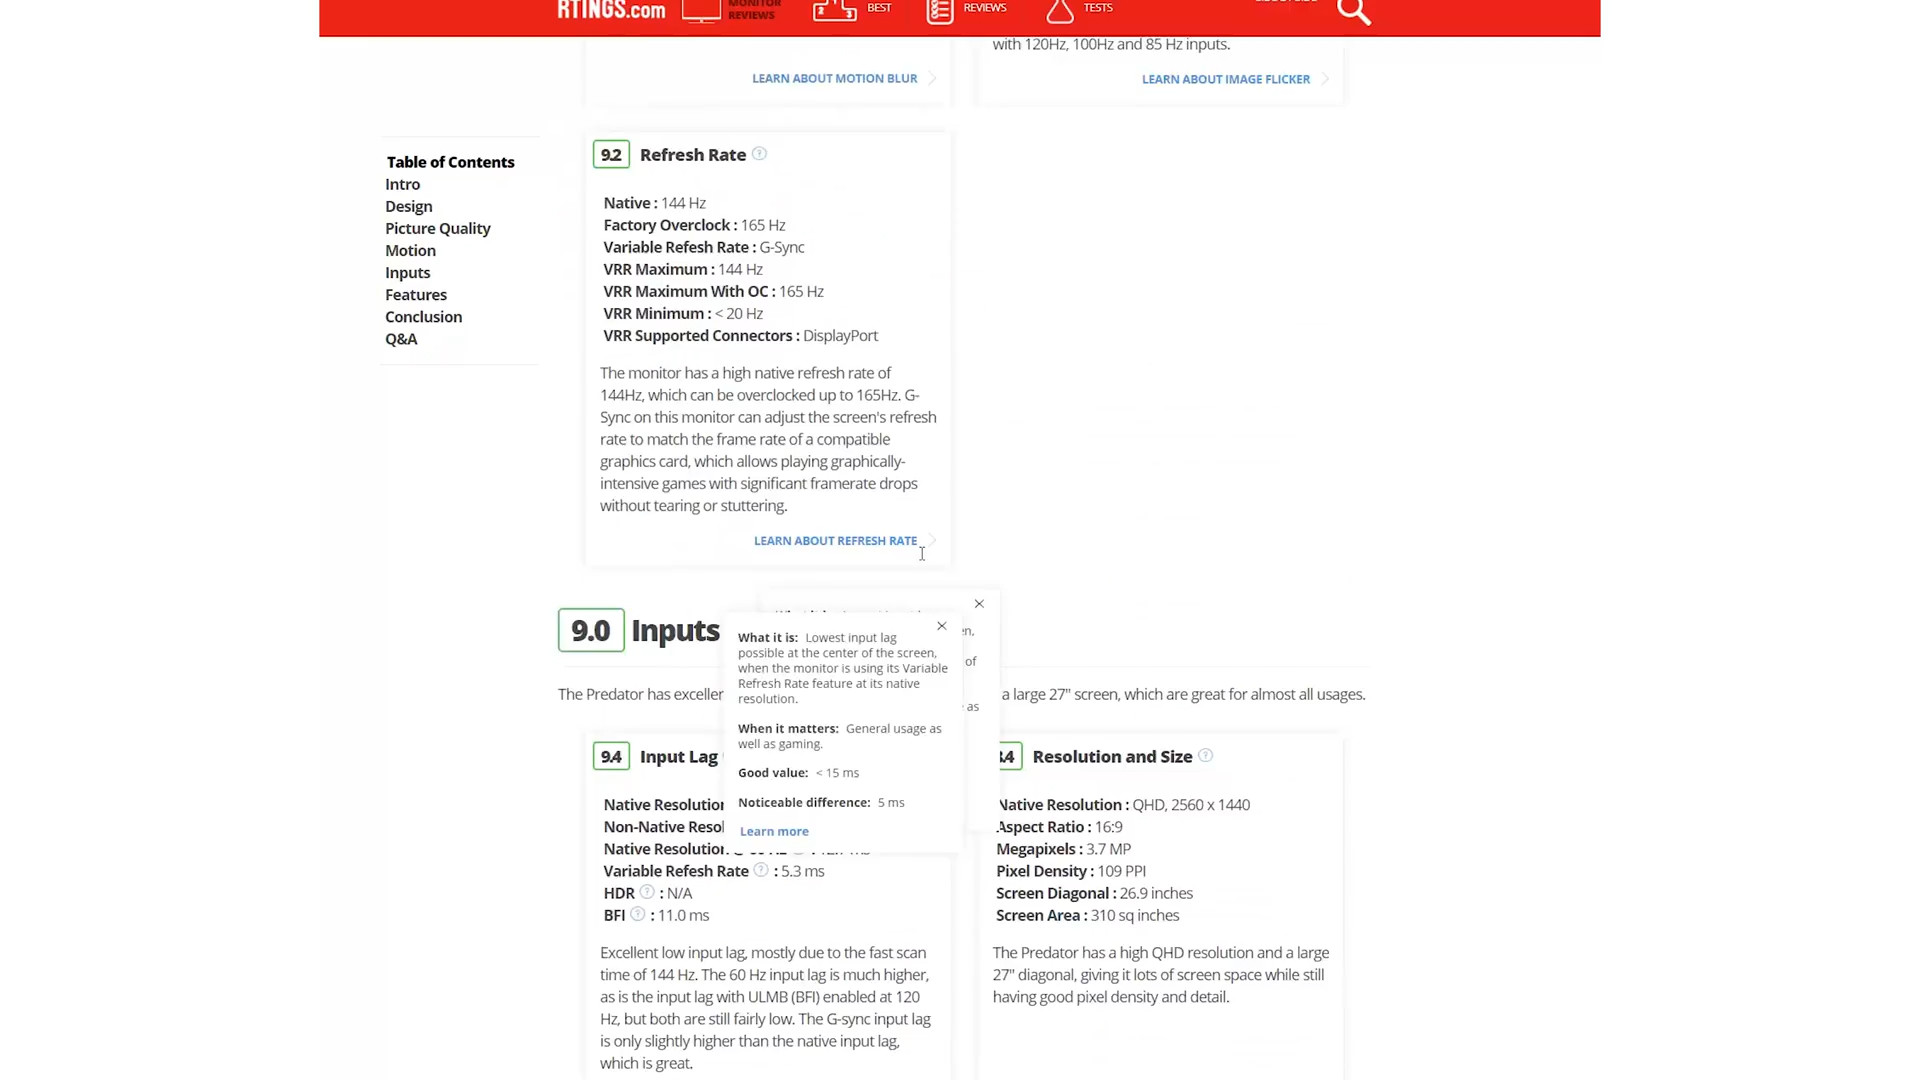 RTINGS.com
MONITOR
REVIEWS
BEST
REVIEWS
TESTS
with 120Hz, 100Hz and 85 Hz inputs.
LEARN ABOUT MOTION BLUR
LEARN ABOUT IMAGE FLICKER
Table of Contents
Intro
Design
Picture Quality
Motion
Inputs
Features
Conclusion
Q&A
9.2 Refresh Rate ?
Native : 144 Hz
Factory Overclock : 165 Hz
Variable Refesh Rate : G-Sync
VRR Maximum : 144 Hz
VRR Maximum With OC : 165 Hz
VRR Minimum : < 20 Hz
VRR Supported Connectors : DisplayPort
The monitor has a high native refresh rate of
144Hz, which can be overclocked up to 165Hz. G-
Sync on this monitor can adjust the screen's refresh
rate to match the frame rate of a compatible
graphics card, which allows playing graphically-
intensive games with significant framerate drops
without tearing or stuttering.
LEARN ABOUT REFRESH RATE
9.0 Inputs
What it is: Lowest input lag
possible at the center of the screen,
when the monitor is using its Variable
Refresh Rate feature at its native
resolution.
When it matters: General usage as
well as gaming.
Good value: < 15 ms
Noticeable difference: 5 ms
Learn more
en,
of
as
The Predator has exceller
a large 27" screen, which are great for almost all usages.
9.4 Input Lag
Native Resolution
Non-Native Resol
Native Resolution
Variable Refesh Rate ? : 5.3 ms
HDR ? : N/A
BFI ? : 11.0 ms
Excellent low input lag, mostly due to the fast scan
time of 144 Hz. The 60 Hz input lag is much higher,
as is the input lag with ULMB (BFI) enabled at 120
Hz, but both are still fairly low. The G-sync input lag
is only slightly higher than the native input lag,
which is great.
.4 Resolution and Size ?
Native Resolution : QHD, 2560 x 1440
Aspect Ratio : 16:9
Megapixels : 3.7 MP
Pixel Density : 109 PPI
Screen Diagonal : 26.9 inches
Screen Area : 310 sq inches
The Predator has a high QHD resolution and a large
27" diagonal, giving it lots of screen space while still
having good pixel density and detail.